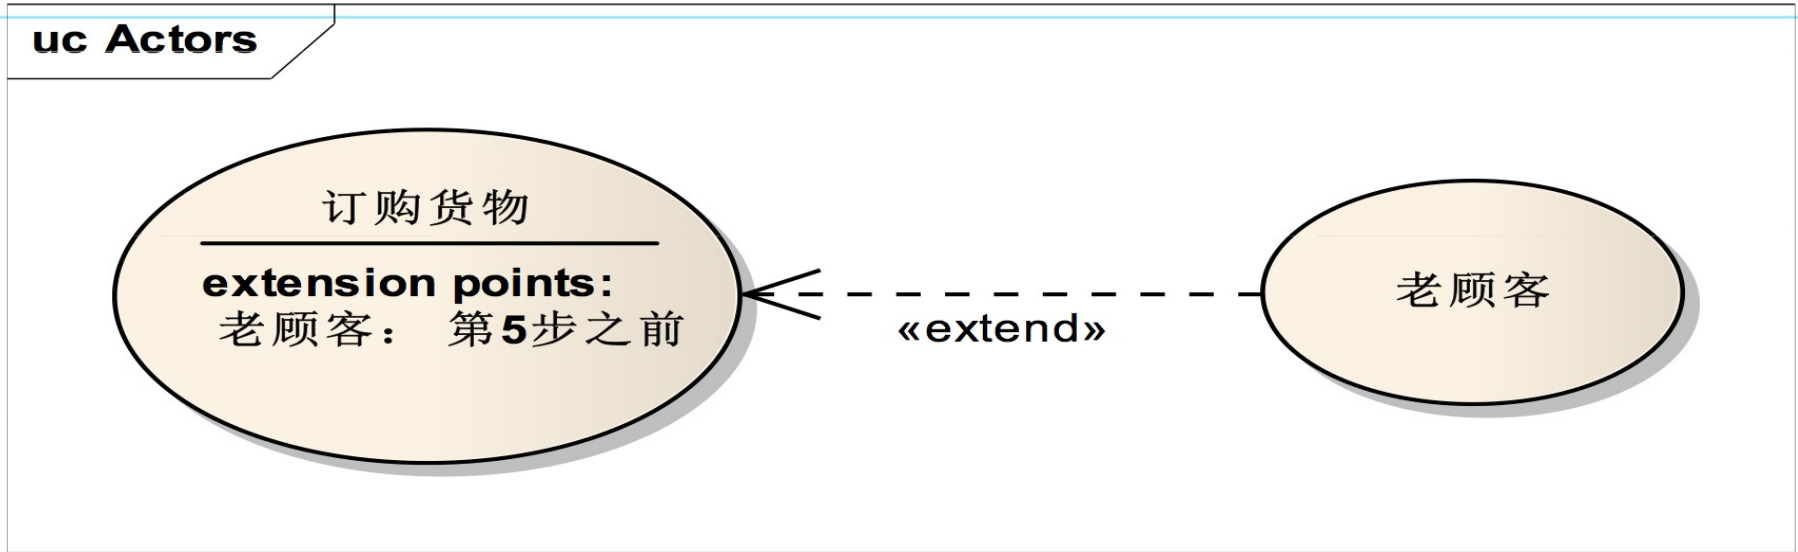 uc Actors
订购货物
extension points:
老顾客： 第5步之前
«extend»
老顾客